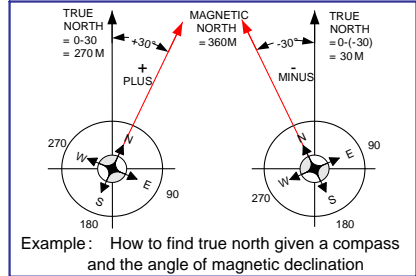 TRUE
NORTH
= 0-30
= 270 M
+30°
+
PLUS
MAGNETIC
NORTH
= 360M
-30°
-
MINUS
TRUE
NORTH
=0-(-30)
= 30 M
270
N
W
E
S
90
180
N
E
W
S
90
270
180
Example: How to find true north given a compass
and the angle of magnetic declination